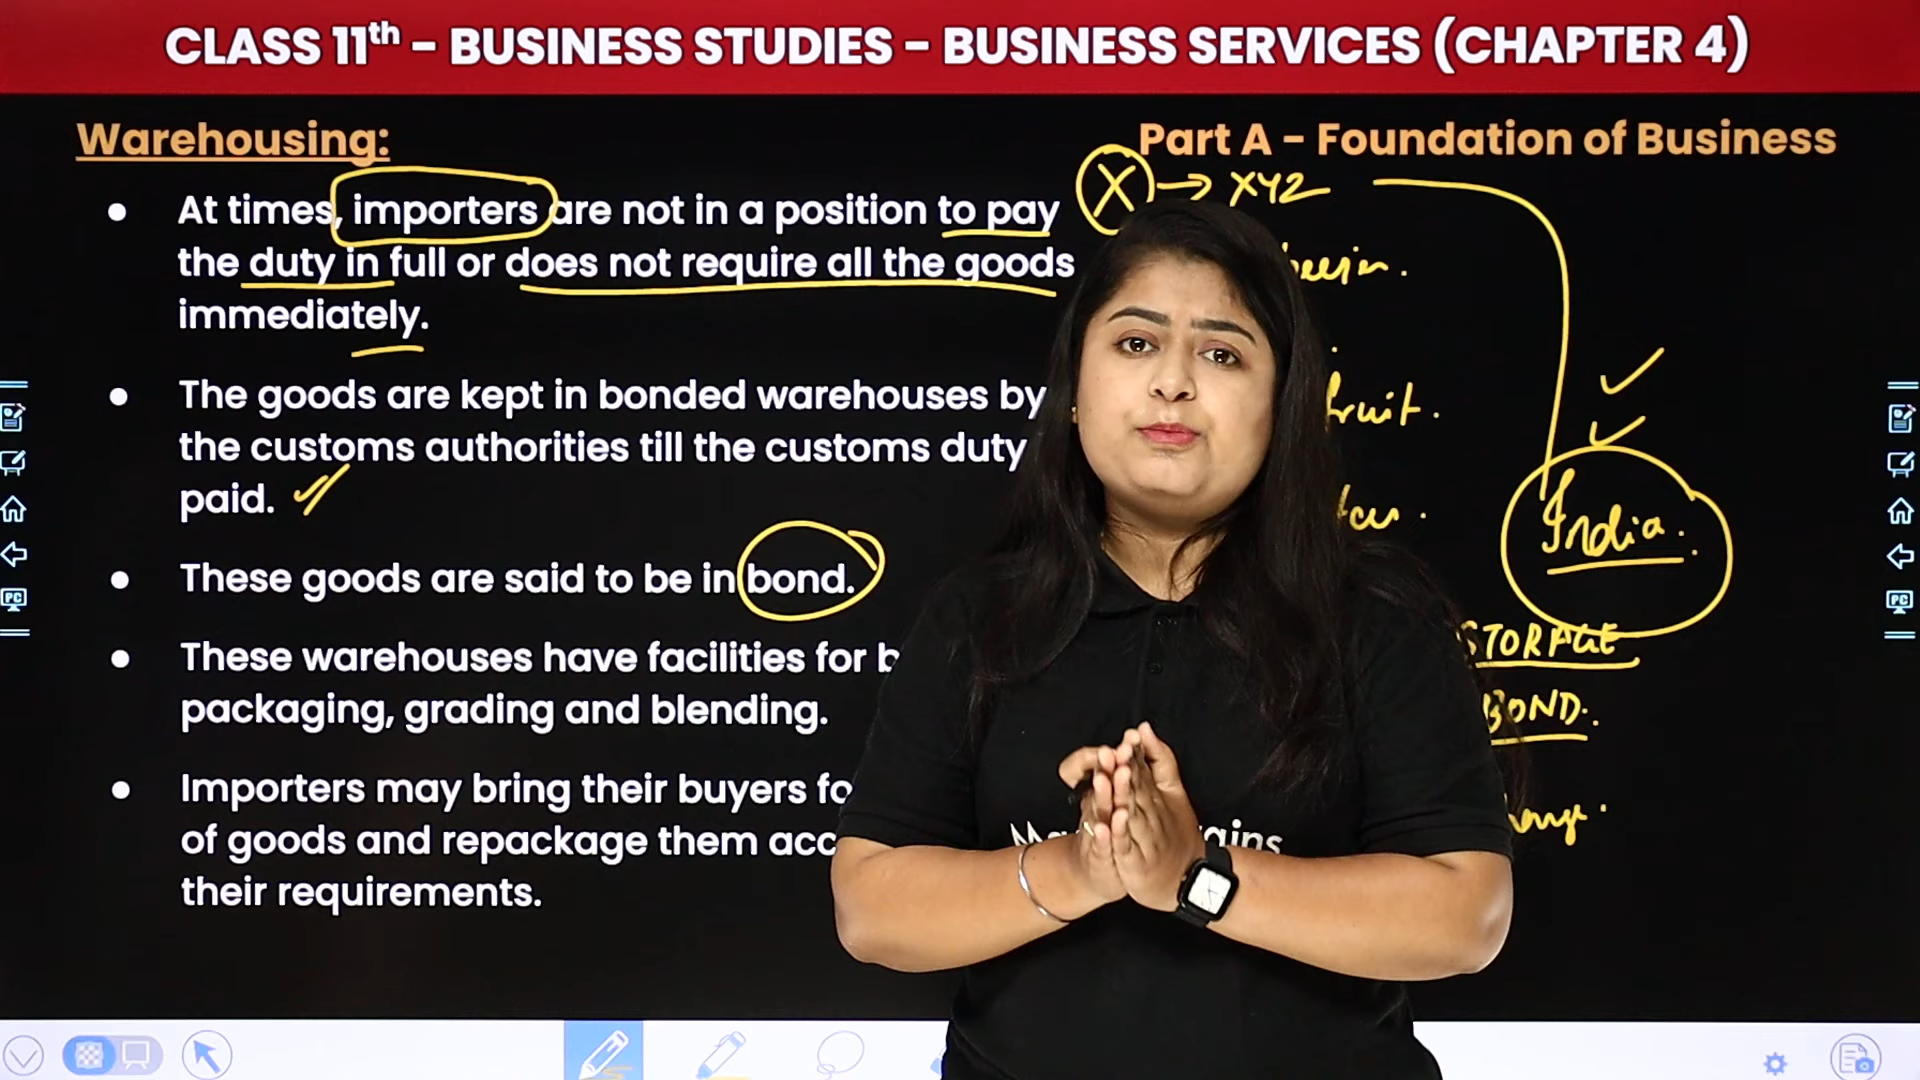 CLASS 11th - BUSINESS STUDIES - BUSINESS SERVICES (CHAPTER 4)
Warehousing:
Part A - Foundation of Business
At times, importers are not in a position to pay
the duty in full or does not require all the goods
immediately.
The goods are kept in bonded warehouses by
the customs authorities till the customs duty
paid.
These goods are said to be in bond.
These warehouses have facilities for b
packaging, grading and blending.
Importers may bring their buyers fo
of goods and repackage them acc
their requirements.
X → XYZ
India.
STORAGE
BOND.
PC
PC